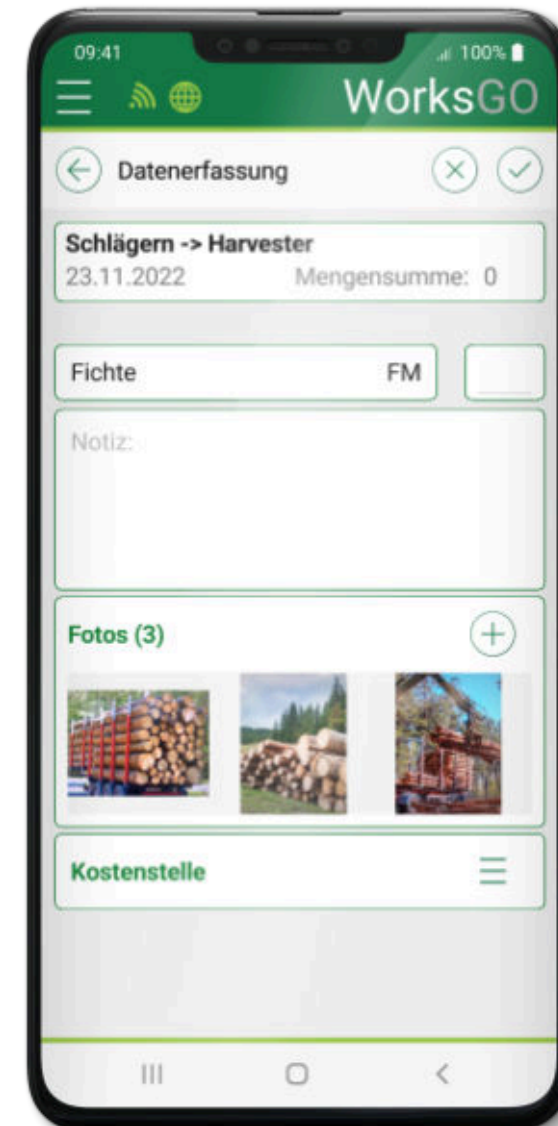 09:41
100%
WorksGO
Datenerfassung
Schlägern -> Harvester
23.11.2022 Mengensumme: 0
Fichte FM
Notiz:
Fotos (3)
Kostenstelle